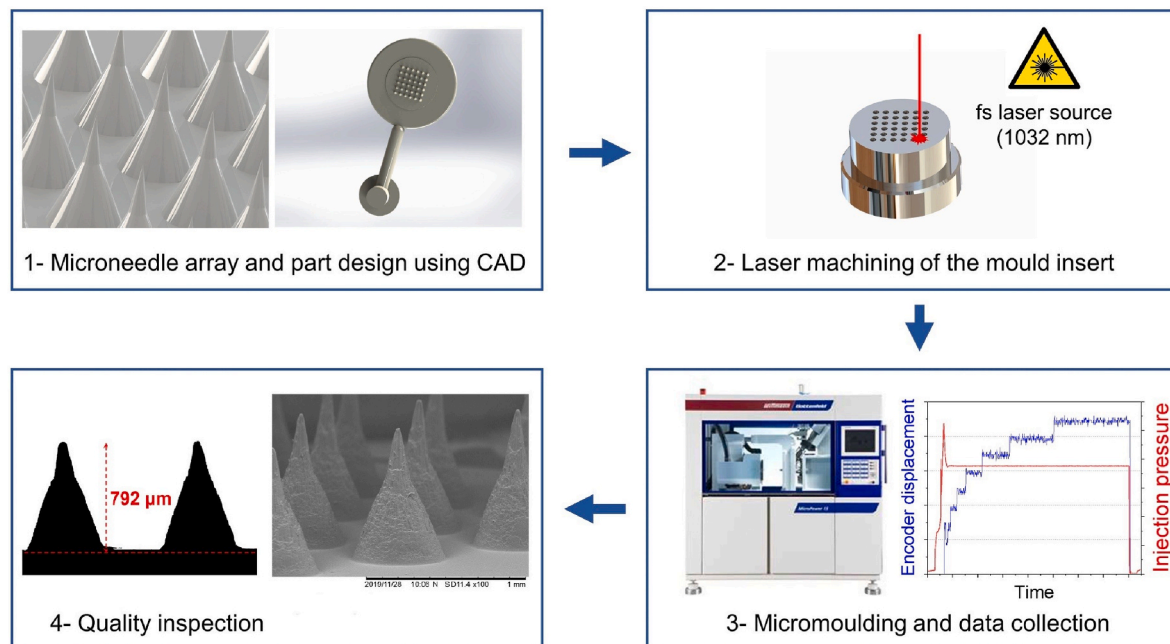 1- Microneedle array and part design using CAD
fs laser source
(1032 nm)
2- Laser machining of the mould insert
Encoder displacement
Injection pressure
Time
3- Micromoulding and data collection
792 µm
2019/11/28 10:06 N SD11.4 x100 1 mm
4- Quality inspection